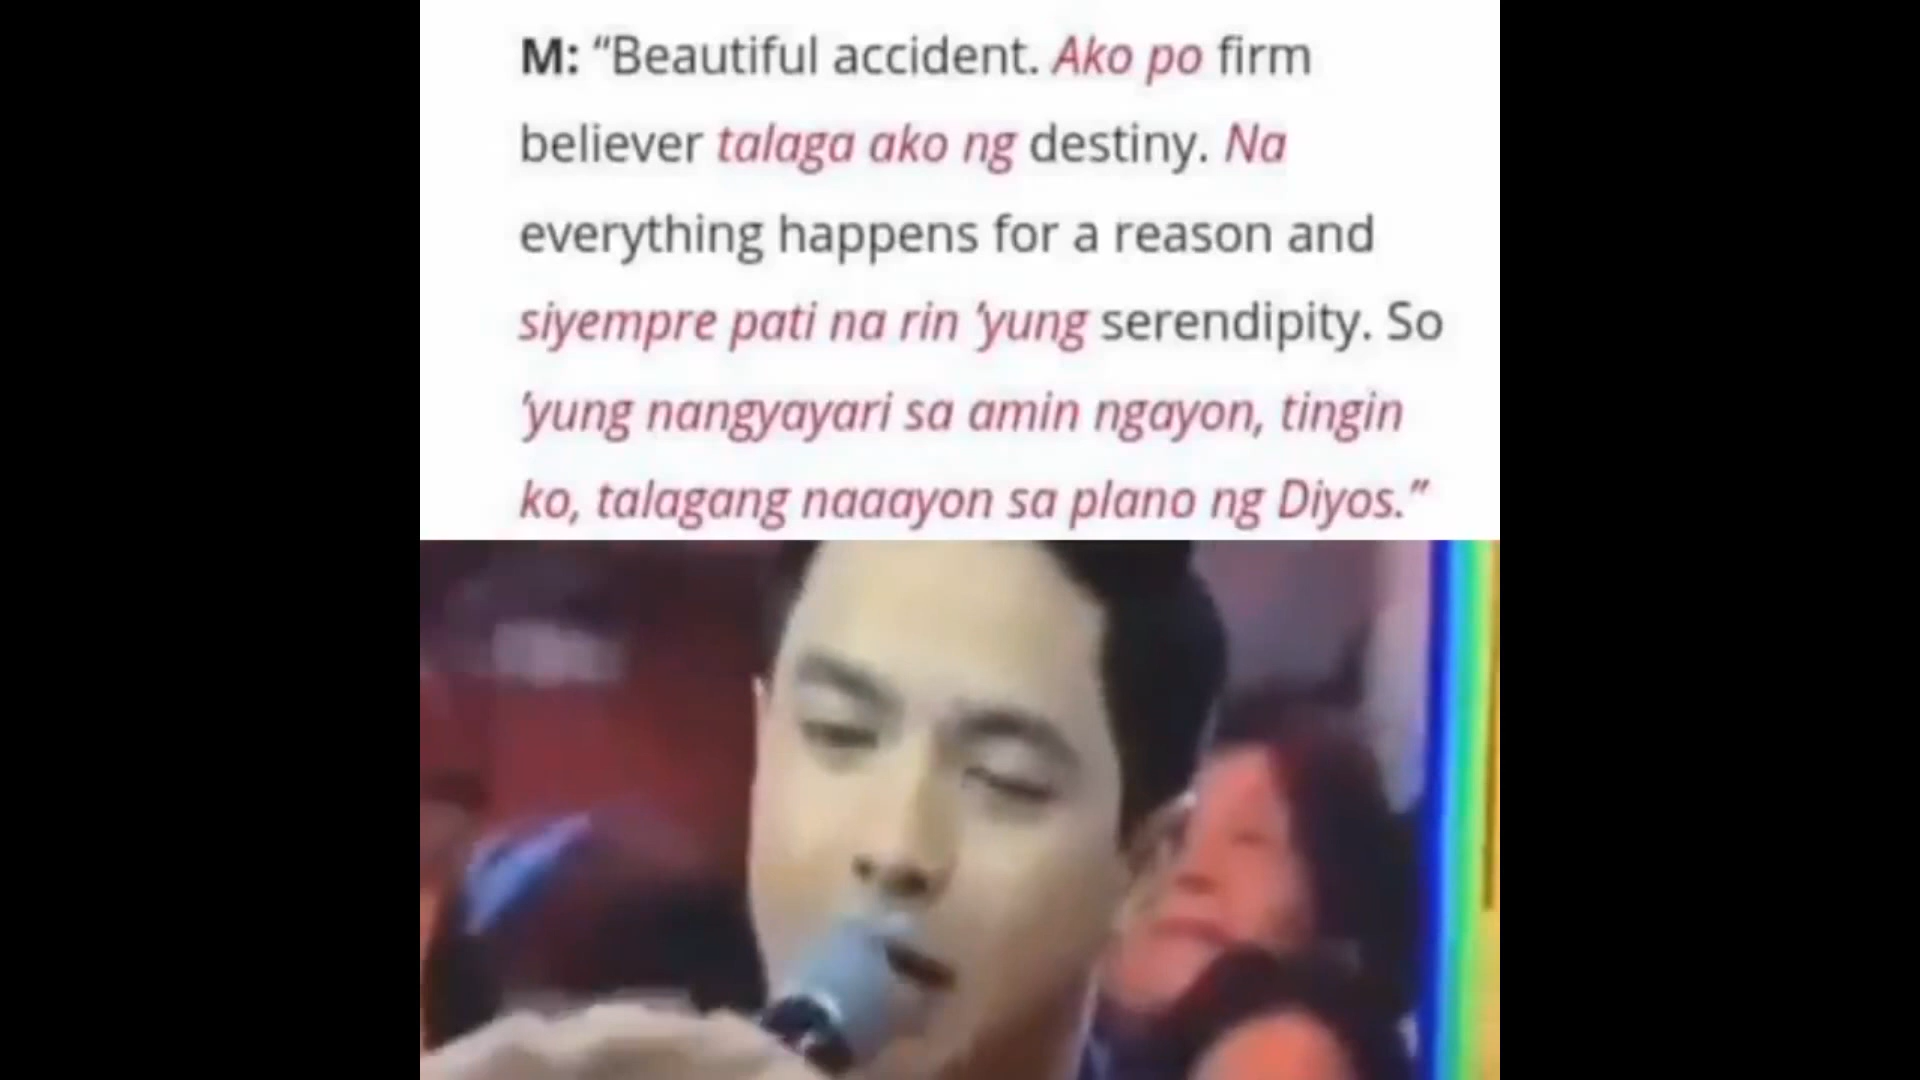 M: “Beautiful accident. Ako po firm
believer talaga ako ng destiny. Na
everything happens for a reason and
siyempre pati na rin ’yung serendipity. So
’yung nangyayari sa amin ngayon, tingin
ko, talagang naaayon sa plano ng Diyos.”